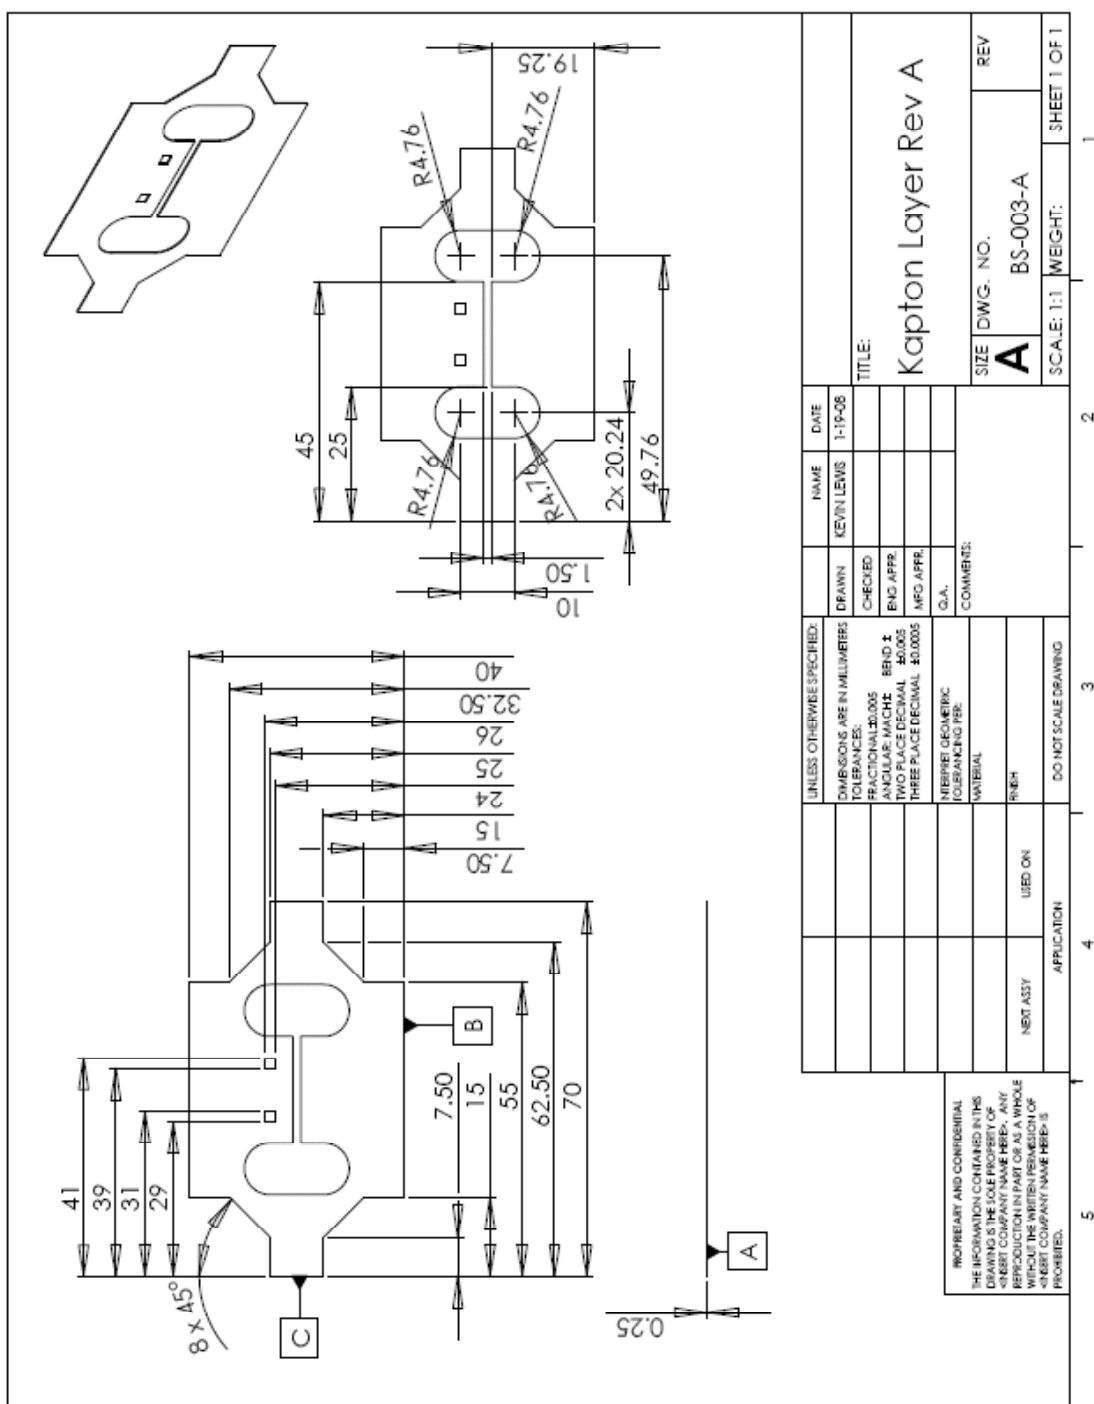 41
39
31
29
8 x 45°
C
B
7.50
15
55
62.50
70
40
32.50
26
25
24
15
7.50
0.25
A
45
25
R4.76
R4.76
R4.76
R4.76
19.25
2x 20.24
49.76
1.50
10
PROPRIETARY AND CONFIDENTIAL
THE INFORMATION CONTAINED IN THIS
DRAWING IS THE SOLE PROPERTY OF
<INSERT COMPANY NAME HERE>. ANY
REPRODUCTION IN PART OR AS A WHOLE
WITHOUT THE WRITTEN PERMISSION OF
<INSERT COMPANY NAME HERE> IS
PROHIBITED.
NEXT ASSY
USED ON
APPLICATION
UNLESS OTHERWISE SPECIFIED:
DIMENSIONS ARE IN MILLIMETERS
TOLERANCES:
FRACTIONAL±0.005
ANGULAR: MACH± BEND ±
TWO PLACE DECIMAL ±0.005
THREE PLACE DECIMAL ±0.0005
INTERPRET GEOMETRIC
TOLERANCING PER:
MATERIAL
FINISH
DO NOT SCALE DRAWING
NAME DATE
DRAWN KEVIN LEWIS 1-19-08
CHECKED
ENG APPR.
MFG APPR.
Q.A.
COMMENTS:
TITLE:
Kapton Layer Rev A
SIZE DWG. NO. REV
A BS-003-A
SCALE: 1:1 WEIGHT: SHEET 1 OF 1
5 4 3 2 1